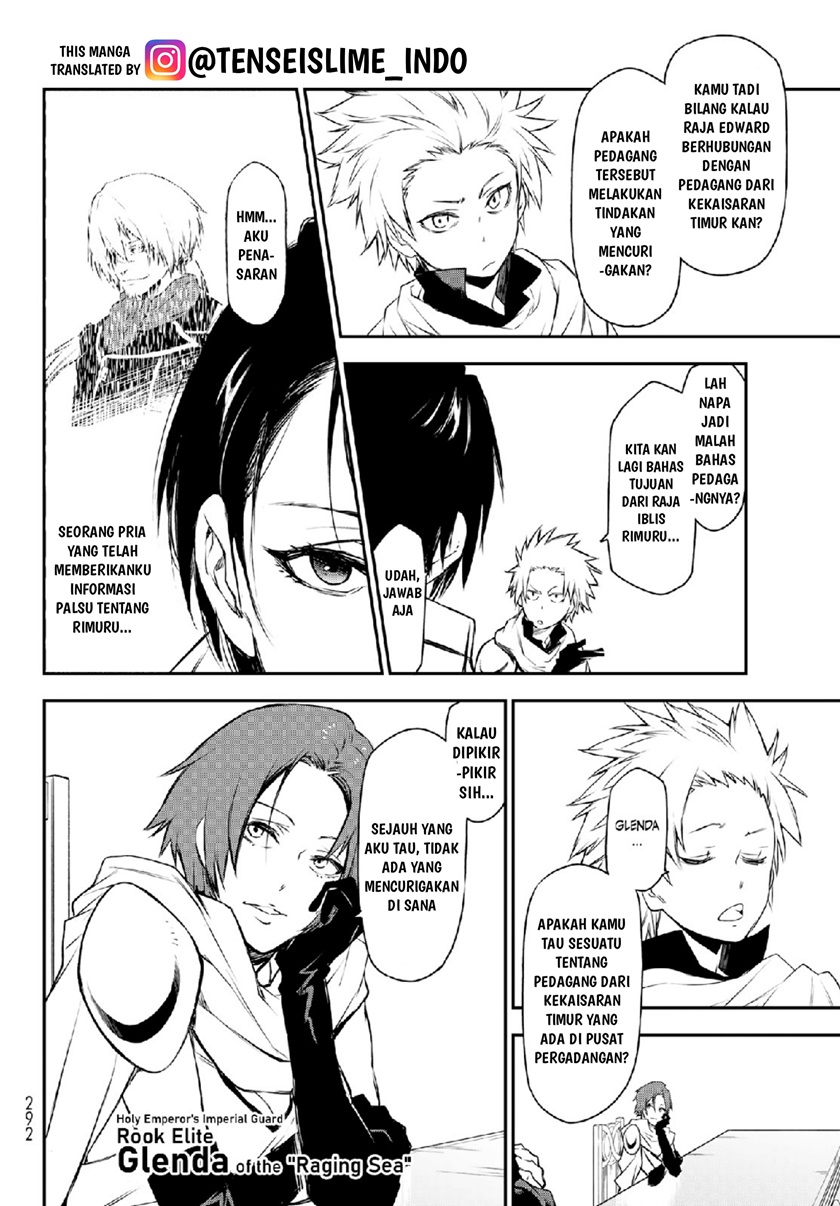 THIS MANGA
TRANSLATED BY
@TENSEISLIME_INDO
KAMU TADI
BILANG KALAU
RAJA EDWARD
BERHUBUNGAN
DENGAN
PEDAGANG DARI
KEKAISARAN
TIMUR KAN?
APAKAH
PEDAGANG
TERSEBUT
MELAKUKAN
TINDAKAN
YANG
MENCURI
-GAKAN?
HMM...
AKU
PENA-
SARAN
SEORANG PRIA
YANG TELAH
MEMBERIKANKU
INFORMASI
PALSU TENTANG
RIMURU...
LAH
NAPA
JADI
MALAH
BAHAS
PEDAGA
-NGNYA?
KITA KAN
LAGI BAHAS
TUJUAN
DARI RAJA
IBLIS
RIMURU...
UDAH,
JAWAB
AJA
GLENDA
...
APAKAH KAMU
TAU SESUATU
TENTANG
PEDAGANG DARI
KEKAISARAN
TIMUR YANG
ADA DI PUSAT
PERGADANGAN?
KALAU
DIPIKIR
-PIKIR
SIH...
SEJAUH YANG
AKU TAU, TIDAK
ADA YANG
MENCURIGAKAN
DI SANA
Holy Emperor's Imperial Guard
Rook Elite
Glenda of the "Raging Sea"
292